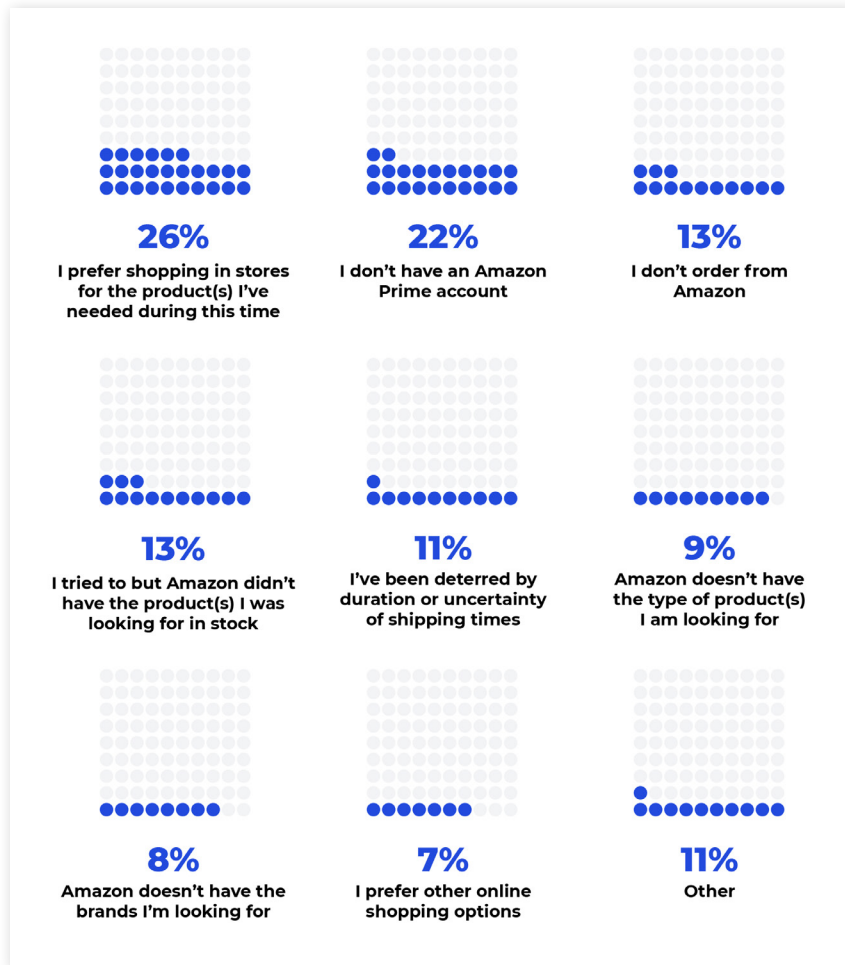 26%
I prefer shopping in stores
for the product(s) I've
needed during this time
22%
I don't have an Amazon
Prime account
13%
I don't order from
Amazon
13%
I tried to but Amazon didn't
have the product(s) I was
looking for in stock
11%
I've been deterred by
duration or uncertainty
of shipping times
9%
Amazon doesn't have
the type of product(s)
I am looking for
8%
Amazon doesn't have the
brands I'm looking for
7%
I prefer other online
shopping options
11%
Other